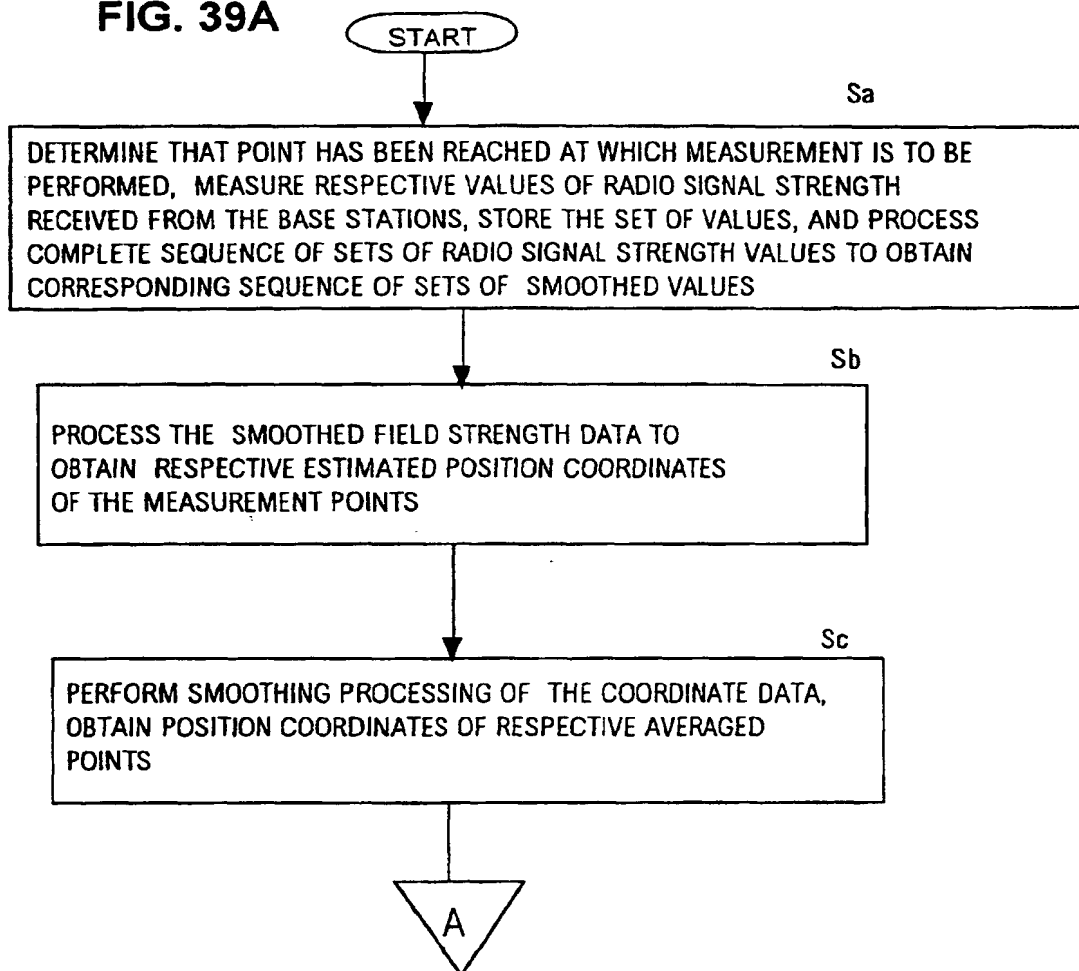 FIG. 39A
START
Sa
DETERMINE THAT POINT HAS BEEN REACHED AT WHICH MEASUREMENT IS TO BE
PERFORMED, MEASURE RESPECTIVE VALUES OF RADIO SIGNAL STRENGTH
RECEIVED FROM THE BASE STATIONS, STORE THE SET OF VALUES, AND PROCESS
COMPLETE SEQUENCE OF SETS OF RADIO SIGNAL STRENGTH VALUES TO OBTAIN
CORRESPONDING SEQUENCE OF SETS OF SMOOTHED VALUES
Sb
PROCESS THE SMOOTHED FIELD STRENGTH DATA TO
OBTAIN RESPECTIVE ESTIMATED POSITION COORDINATES
OF THE MEASUREMENT POINTS
Sc
PERFORM SMOOTHING PROCESSING OF THE COORDINATE DATA,
OBTAIN POSITION COORDINATES OF RESPECTIVE AVERAGED
POINTS
A